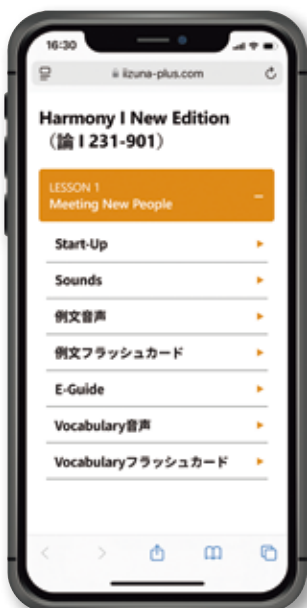 16:30
iizuna-plus.com
Harmony I New Edition
（論 I 231-901）
LESSON 1
Meeting New People
Start-Up
Sounds
例文音声
例文フラッシュカード
E-Guide
Vocabulary音声
Vocabularyフラッシュカード